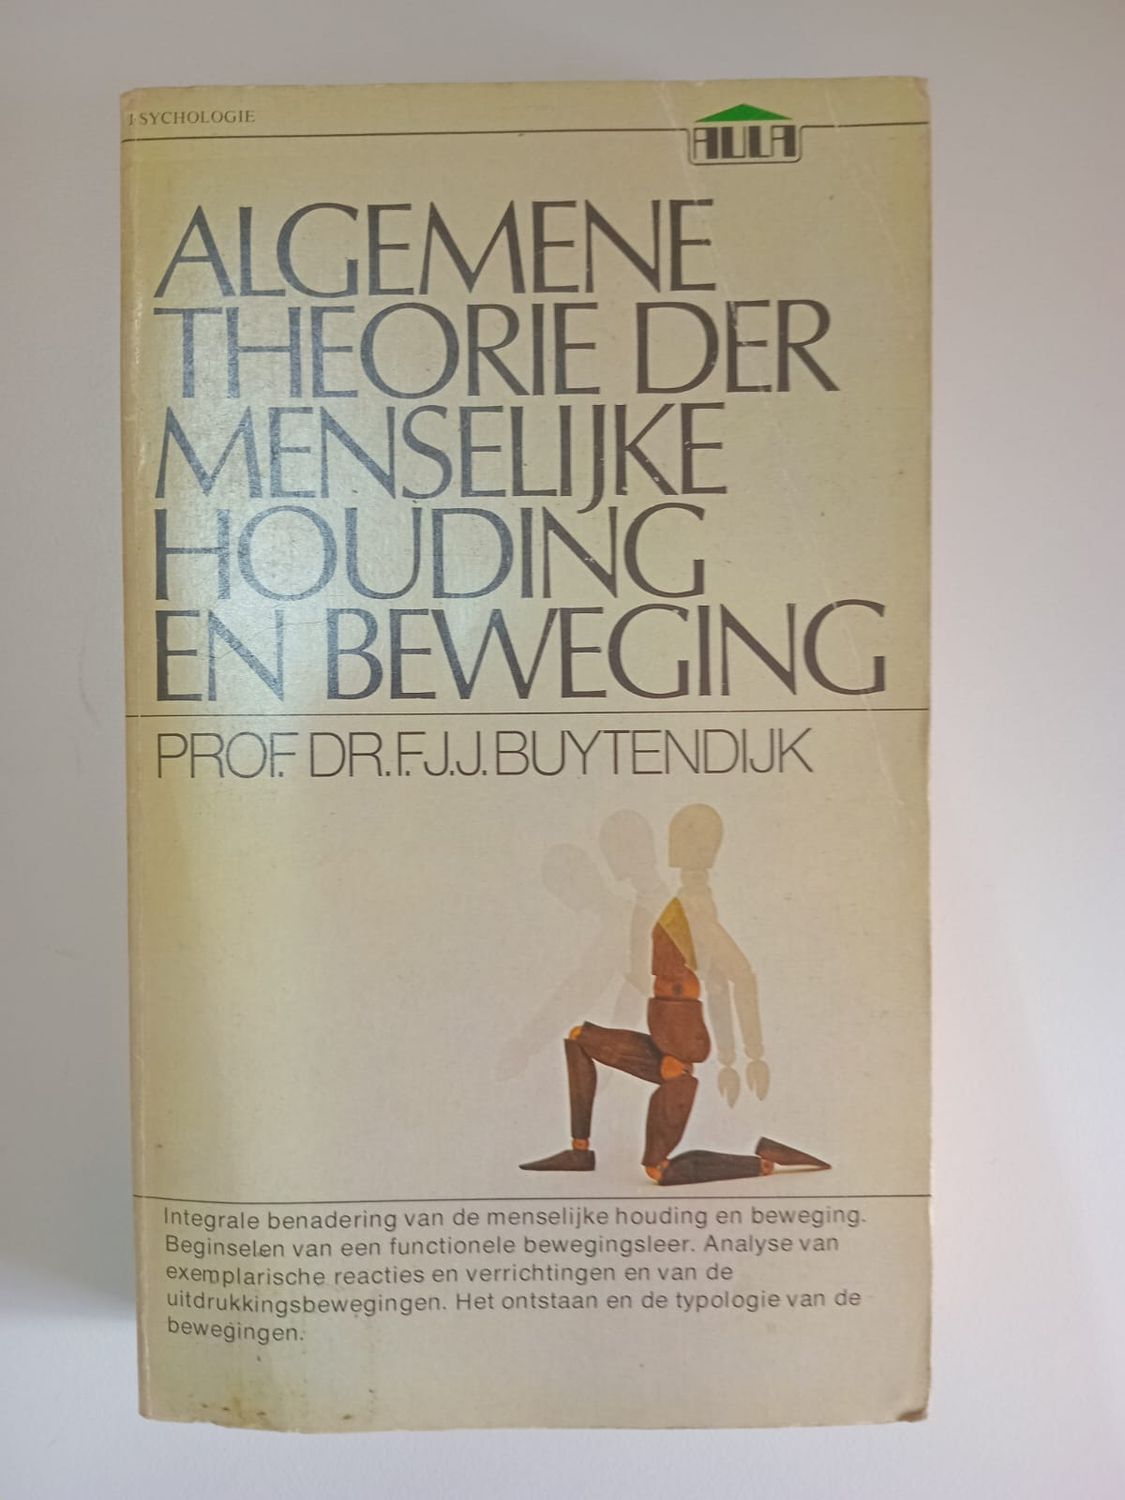 PSYCHOLOGIE
AULA
ALGEMENE
THEORIE DER
MENSELIJKE
HOUDING
EN BEWEGING
PROF. DR. F.J.J. BUYTENDIJK
Integrale benadering van de menselijke houding en beweging.
Beginselen van een functionele bewegingsleer. Analyse van
exemplarische reacties en verrichtingen en van de
uitdrukkingsbewegingen. Het ontstaan en de typologie van de
bewegingen.